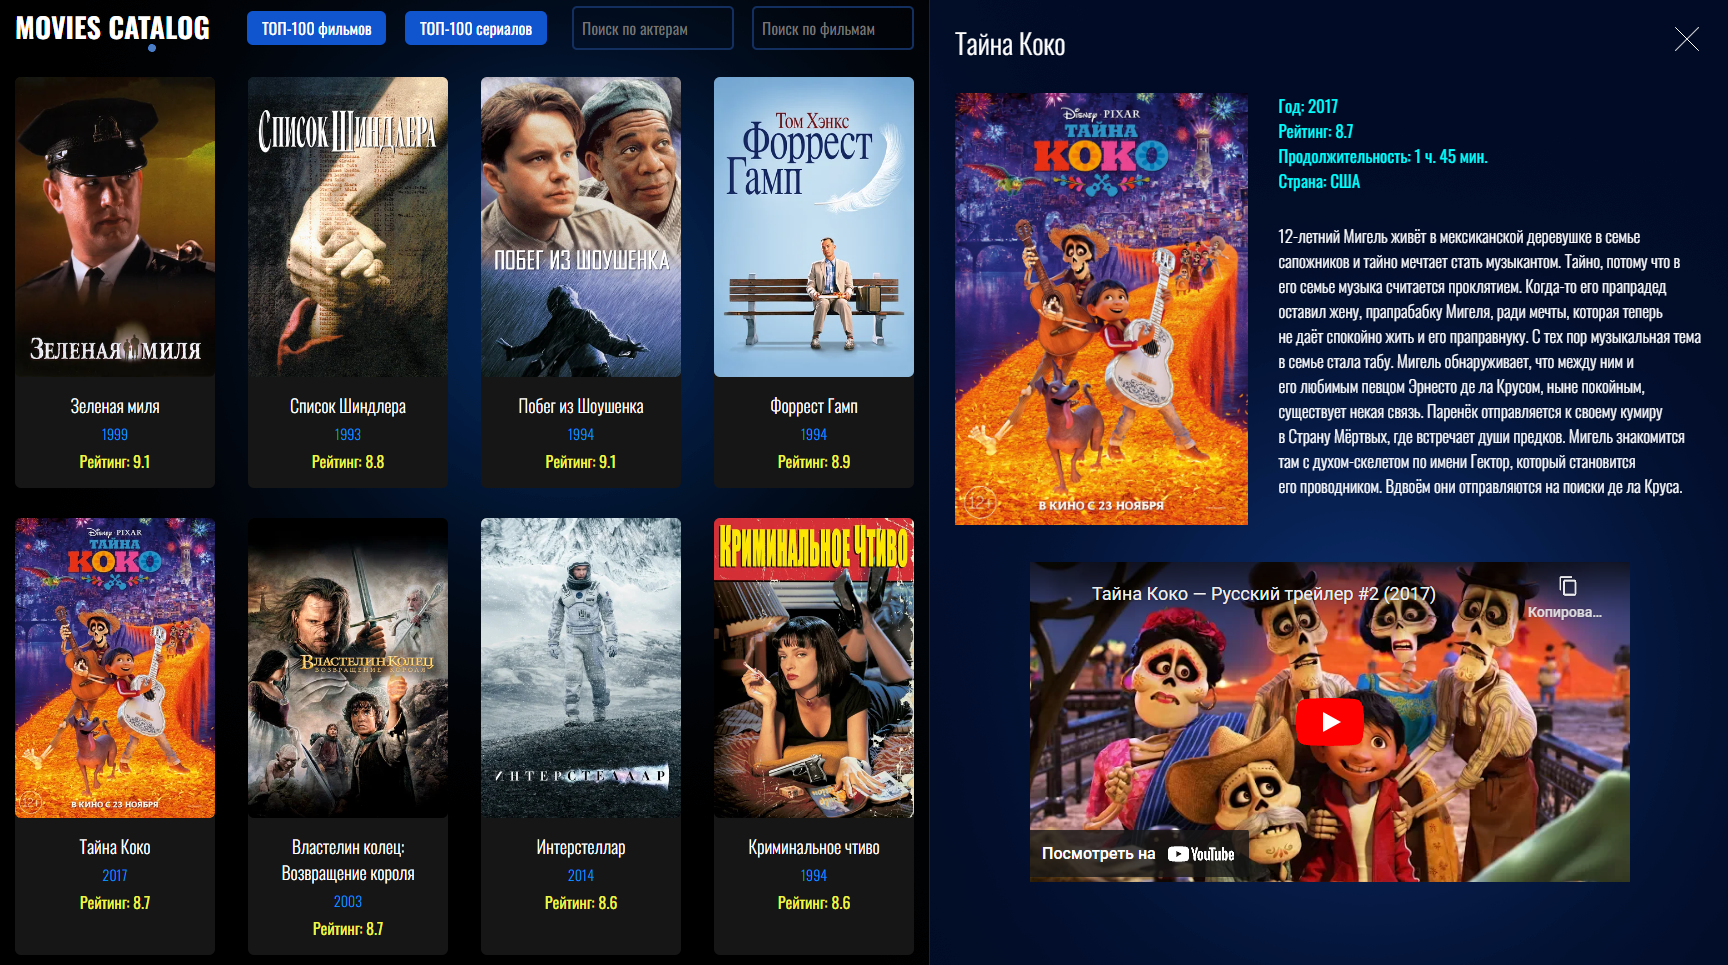 MOVIES CATALOG
ТОП-100 фильмов
ТОП-100 сериалов
Поиск по актерам
Поиск по фильмам
ЗЕЛЕНАЯ МИЛЯ
Зеленая миля
1999
Рейтинг: 9.1
СПИСОК ШИНДЛЕРА
Список Шиндлера
1993
Рейтинг: 8.8
ПОБЕГ ИЗ ШОУШЕНКА
Побег из Шоушенка
1994
Рейтинг: 9.1
Том Хэнкс
Форрест
Гамп
Форрест Гамп
1994
Рейтинг: 8.9
Disney PIXAR
ТАЙНА
КОКО
12+
В КИНО С 23 НОЯБРЯ
Тайна Коко
2017
Рейтинг: 8.7
ВЛАСТЕЛИН КОЛЕЦ
ВОЗВРАЩЕНИЕ КОРОЛЯ
Властелин колец:
Возвращение короля
2003
Рейтинг: 8.7
ИНТЕРСТЕЛЛАР
Интерстеллар
2014
Рейтинг: 8.6
КРИМИНАЛЬНОЕ ЧТИВО
Криминальное чтиво
1994
Рейтинг: 8.6
Тайна Коко
Disney PIXAR
ТАЙНА
КОКО
12+
В КИНО С 23 НОЯБРЯ
Год: 2017
Рейтинг: 8.7
Продолжительность: 1 ч. 45 мин.
Страна: США
12-летний Мигель живёт в мексиканской деревушке в семье
сапожников и тайно мечтает стать музыкантом. Тайно, потому что в
его семье музыка считается проклятием. Когда-то его прапрадед
оставил жену, прапрабабку Мигеля, ради мечты, которая теперь
не даёт спокойно жить и его праправнуку. С тех пор музыкальная тема
в семье стала табу. Мигель обнаруживает, что между ним и
его любимым певцом Эрнесто де ла Крусом, ныне покойным,
существует некая связь. Паренёк отправляется к своему кумиру
в Страну Мёртвых, где встречает души предков. Мигель знакомится
там с духом-скелетом по имени Гектор, который становится
его проводником. Вдвоём они отправляются на поиски де ла Круса.
Тайна Коко — Русский трейлер #2 (2017)
Копирова...
Посмотреть на YouTube